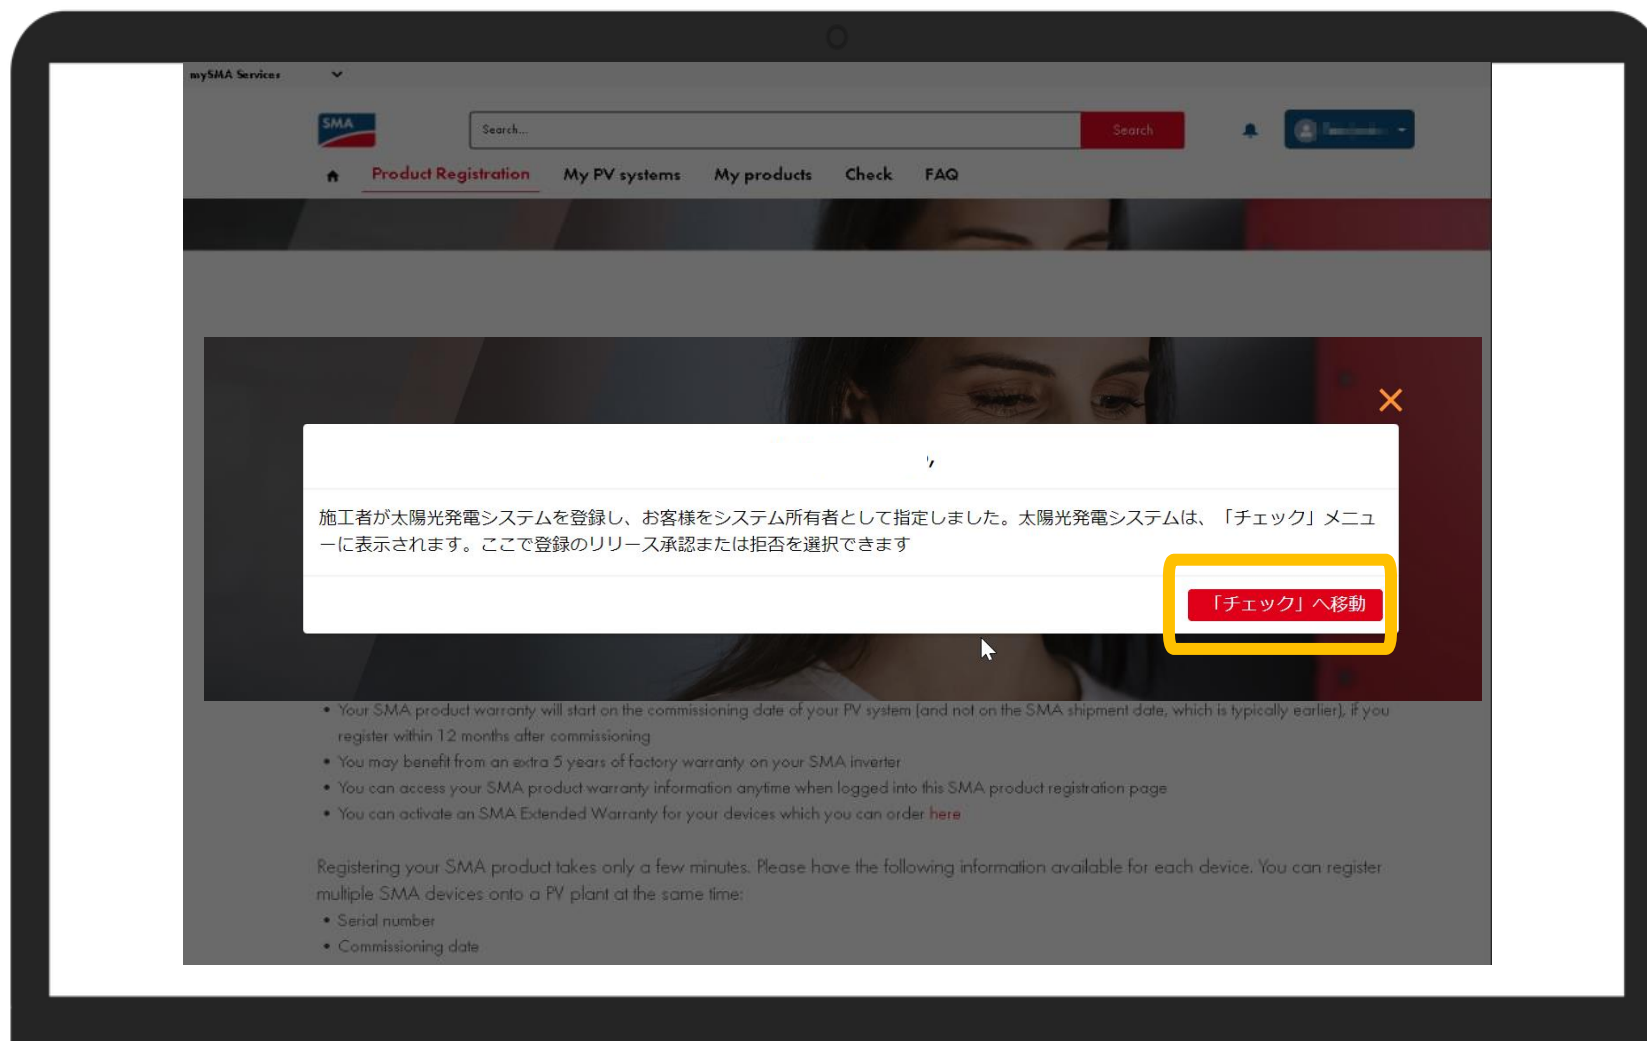 mySMA Services
SMA
Search...
Search
Product Registration
My PV systems
My products
Check
FAQ
,
施工者が太陽光発電システムを登録し、お客様をシステム所有者として指定しました。太陽光発電システムは、「チェック」メニュ
ーに表示されます。ここで登録のリリース承認または拒否を選択できます
「チェック」へ移動
• Your SMA product warranty will start on the commissioning date of your PV system (and not on the SMA shipment date, which is typically earlier), if you
register within 12 months after commissioning
• You may benefit from an extra 5 years of factory warranty on your SMA inverter
• You can access your SMA product warranty information anytime when logged into this SMA product registration page
• You can activate an SMA Extended Warranty for your devices which you can order here
Registering your SMA product takes only a few minutes. Please have the following information available for each device. You can register
multiple SMA devices onto a PV plant at the same time:
• Serial number
• Commissioning date